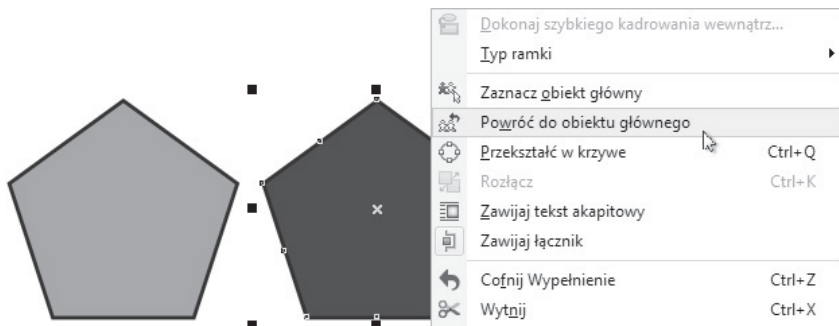 Dokonaj szybkiego kadrowania wewnątrz...
Typ ramki
Zaznacz obiekt główny
Powróć do obiektu głównego
Przekształć w krzywe Ctrl+Q
Rozłącz Ctrl+K
Zawijaj tekst akapitowy
Zawijaj łącznik
Cofnij Wypełnienie Ctrl+Z
Wytnij Ctrl+X